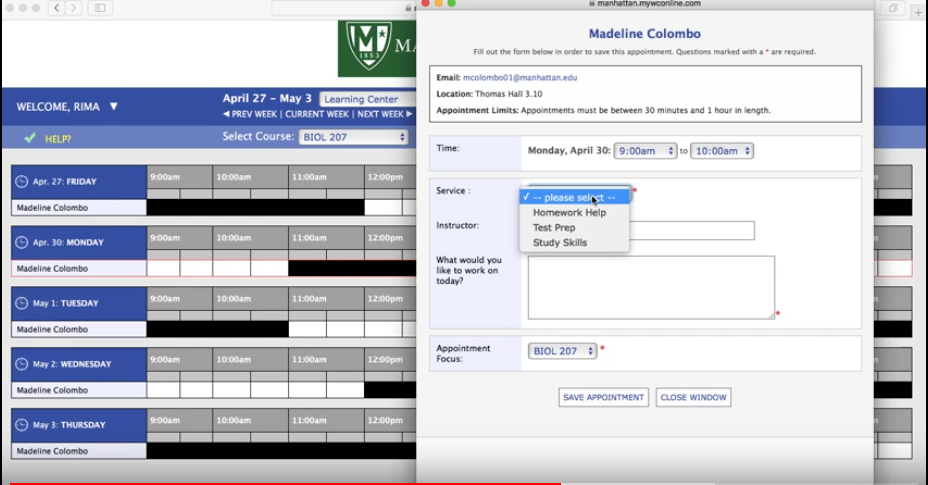 manhattan.mywconline.com
Madeline Colombo
Fill out the form below in order to save this appointment. Questions marked with a * are required.
Email: mcolombo01@manhattan.edu
Location: Thomas Hall 3.10
Appointment Limits: Appointments must be between 30 minutes and 1 hour in length.
Time: Monday, April 30: 9:00am to 10:00am
Service : *
✓ -- please select --
Homework Help
Test Prep
Study Skills
Instructor:
What would you
like to work on
today?
*
Appointment
Focus:
BIOL 207 *
SAVE APPOINTMENT CLOSE WINDOW
M
1853
MA
WELCOME, RIMA ▼
April 27 - May 3 Learning Center
◀ PREV WEEK | CURRENT WEEK | NEXT WEEK ▶
HELP?
Select Course: BIOL 207
Apr. 27: FRIDAY 9:00am 10:00am 11:00am 12:00pm
Madeline Colombo
Apr. 30: MONDAY 9:00am 10:00am 11:00am 12:00pm
Madeline Colombo
May 1: TUESDAY 9:00am 10:00am 11:00am 12:00pm
Madeline Colombo
May 2: WEDNESDAY 9:00am 10:00am 11:00am 12:00pm
Madeline Colombo
May 3: THURSDAY 9:00am 10:00am 11:00am 12:00pm
Madeline Colombo